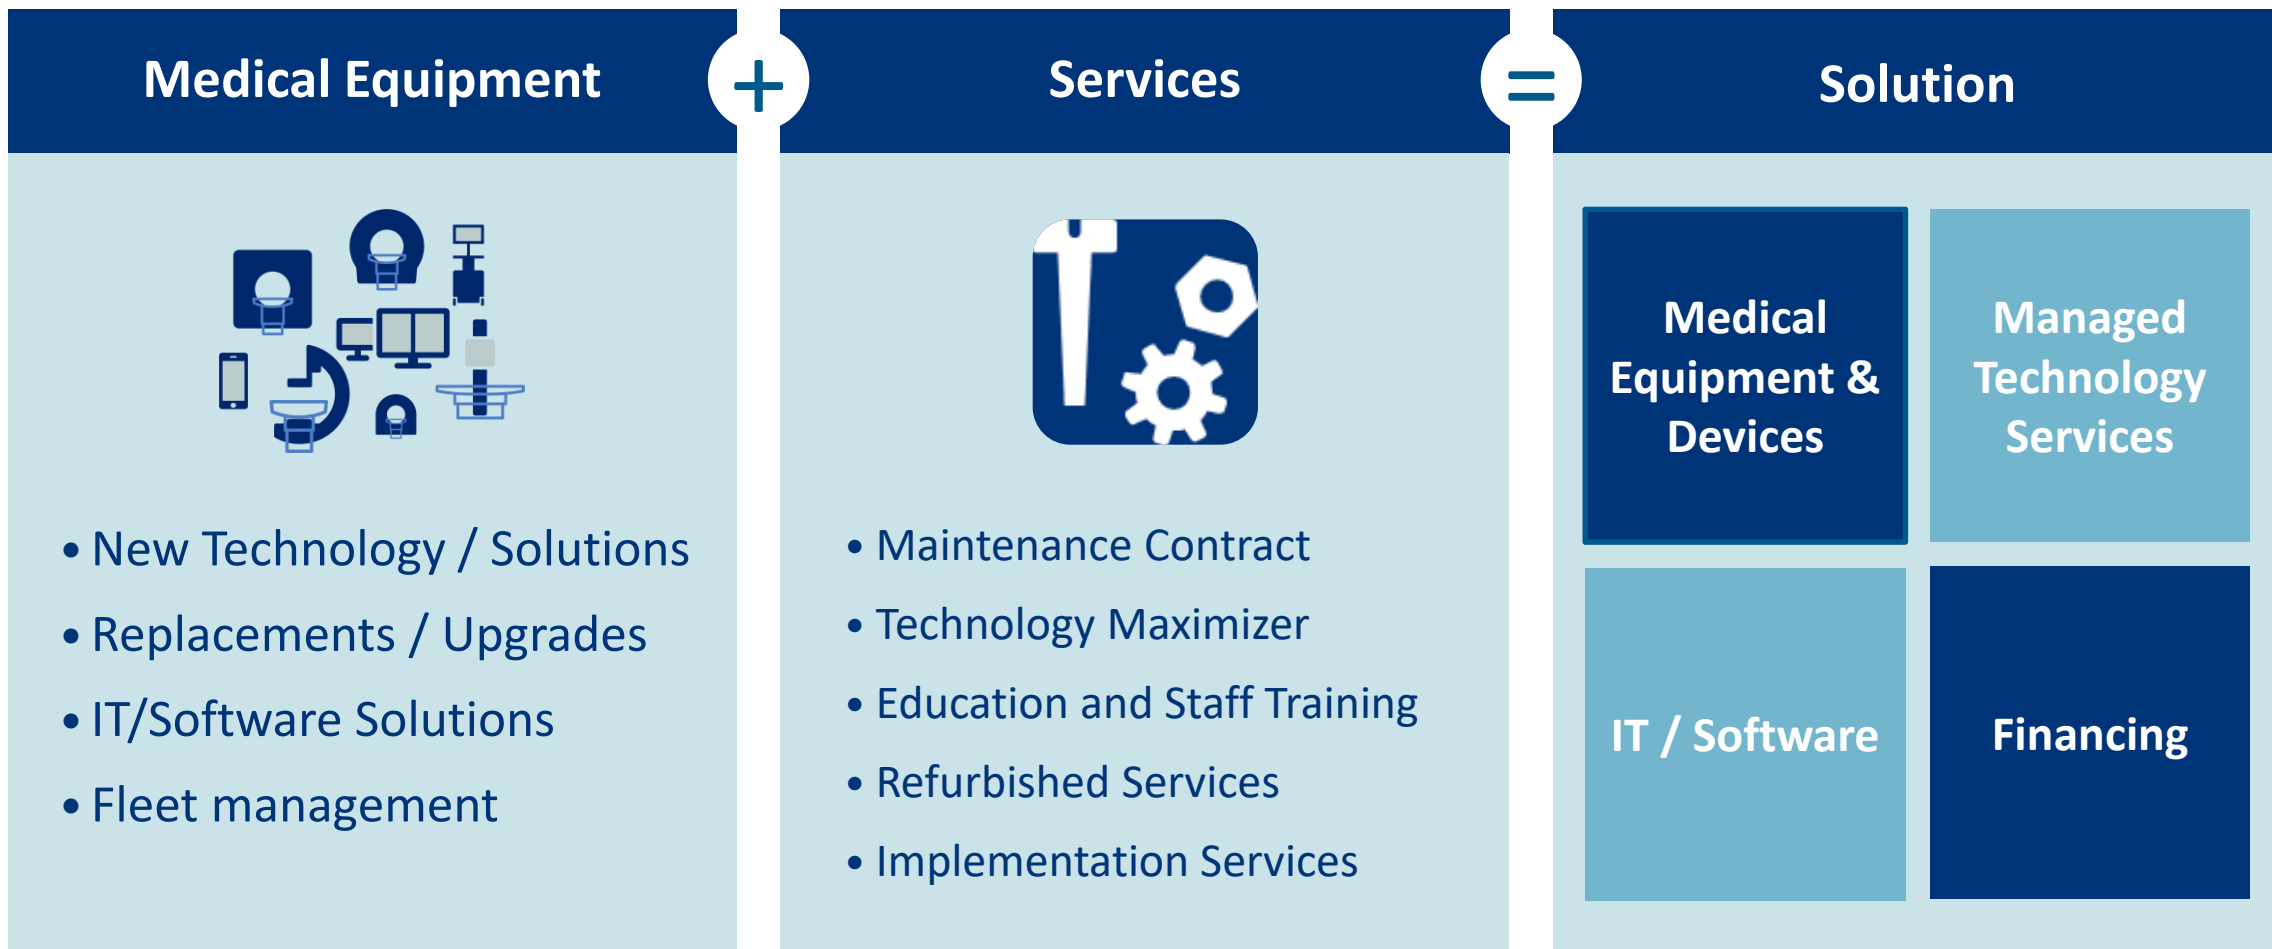 Medical Equipment
+
Services
=
Solution
• New Technology / Solutions
• Replacements / Upgrades
• IT/Software Solutions
• Fleet management
• Maintenance Contract
• Technology Maximizer
• Education and Staff Training
• Refurbished Services
• Implementation Services
Medical
Equipment &
Devices
Managed
Technology
Services
IT / Software
Financing